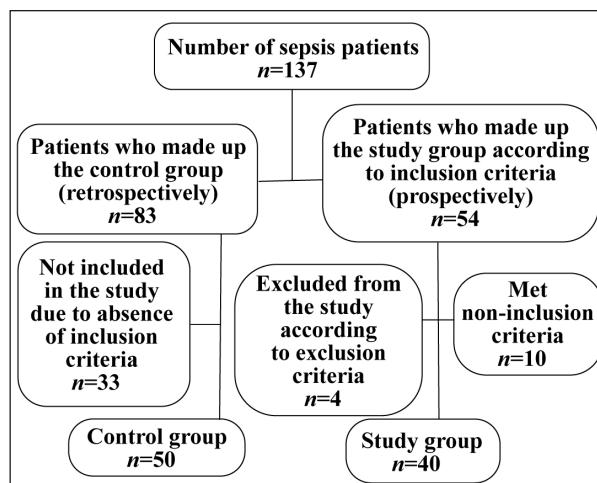 Number of sepsis patients
n=137
Patients who made up
the control group
(retrospectively)
n=83
Patients who made up
the study group according
to inclusion criteria
(prospectively)
n=54
Not included
in the study
due to absence
of inclusion
criteria
n=33
Excluded from
the study
according
to exclusion
criteria
n=4
Met
non-inclusion
criteria
n=10
Control group
n=50
Study group
n=40